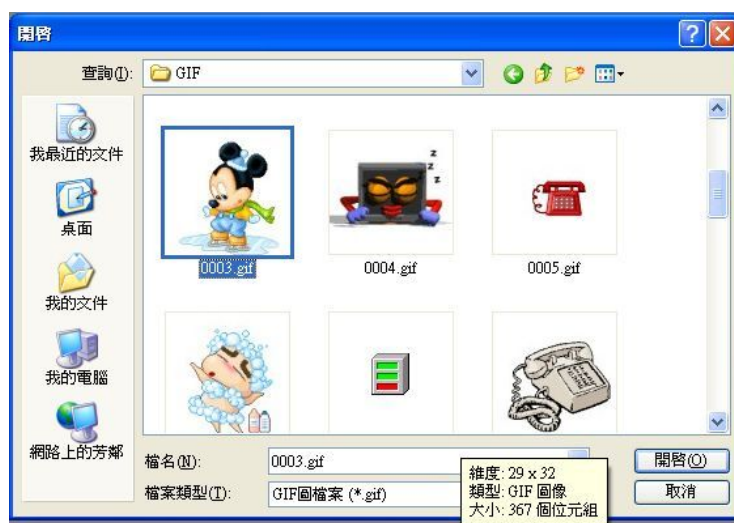 開啓
查詢(I):
GIF
我最近的文件
桌面
我的文件
我的電腦
網路上的芳鄰
z
z
z
0003.gif
0004.gif
0005.gif
檔名(N):
0003.gif
開啓(O)
檔案類型(T):
GIF圖檔案 (*.gif)
取消
維度: 29 x 32
類型: GIF 圖像
大小: 367 個位元組